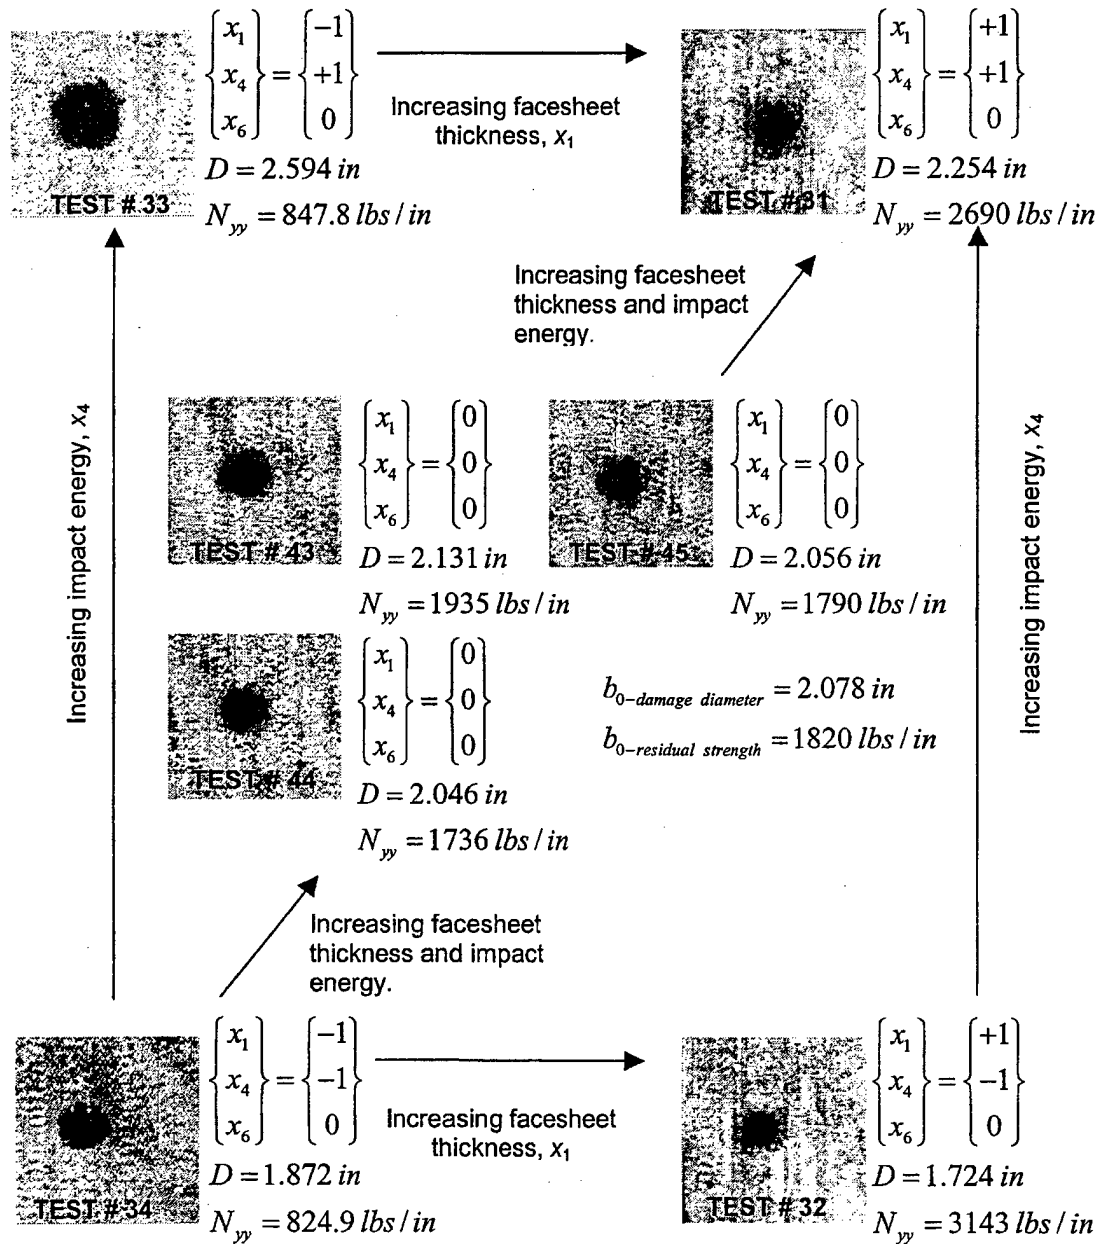 {x1 x4 x6} = {−1 +1 0}
D = 2.594 in
Nyy = 847.8 lbs / in
TEST # 33
Increasing facesheet
thickness, x1
{x1 x4 x6} = {+1 +1 0}
D = 2.254 in
Nyy = 2690 lbs / in
TEST # 31
Increasing facesheet
thickness and impact
energy.
Increasing impact energy, x4
{x1 x4 x6} = {0 0 0}
D = 2.131 in
Nyy = 1935 lbs / in
TEST # 43
{x1 x4 x6} = {0 0 0}
D = 2.056 in
Nyy = 1790 lbs / in
TEST # 45
Increasing impact energy, x4
{x1 x4 x6} = {0 0 0}
D = 2.046 in
Nyy = 1736 lbs / in
TEST # 44
b0−damage diameter = 2.078 in
b0−residual strength = 1820 lbs / in
Increasing facesheet
thickness and impact
energy.
{x1 x4 x6} = {−1 −1 0}
D = 1.872 in
Nyy = 824.9 lbs / in
TEST # 34
Increasing facesheet
thickness, x1
{x1 x4 x6} = {+1 −1 0}
D = 1.724 in
Nyy = 3143 lbs / in
TEST # 32